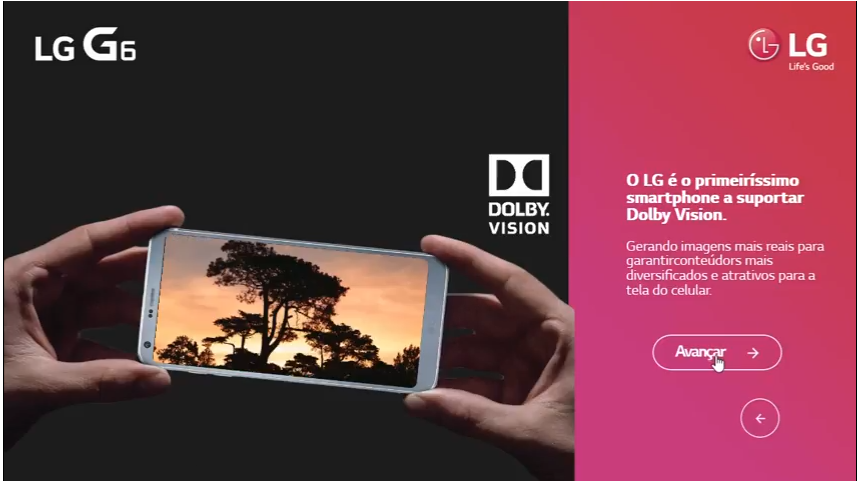 LG G6
LG
Life's Good
DOLBY.
VISION
O LG é o primeiríssimo
smartphone a suportar
Dolby Vision.
Gerando imagens mais reais para
garantirconteúdors mais
diversificados e atrativos para a
tela do celular.
Avançar